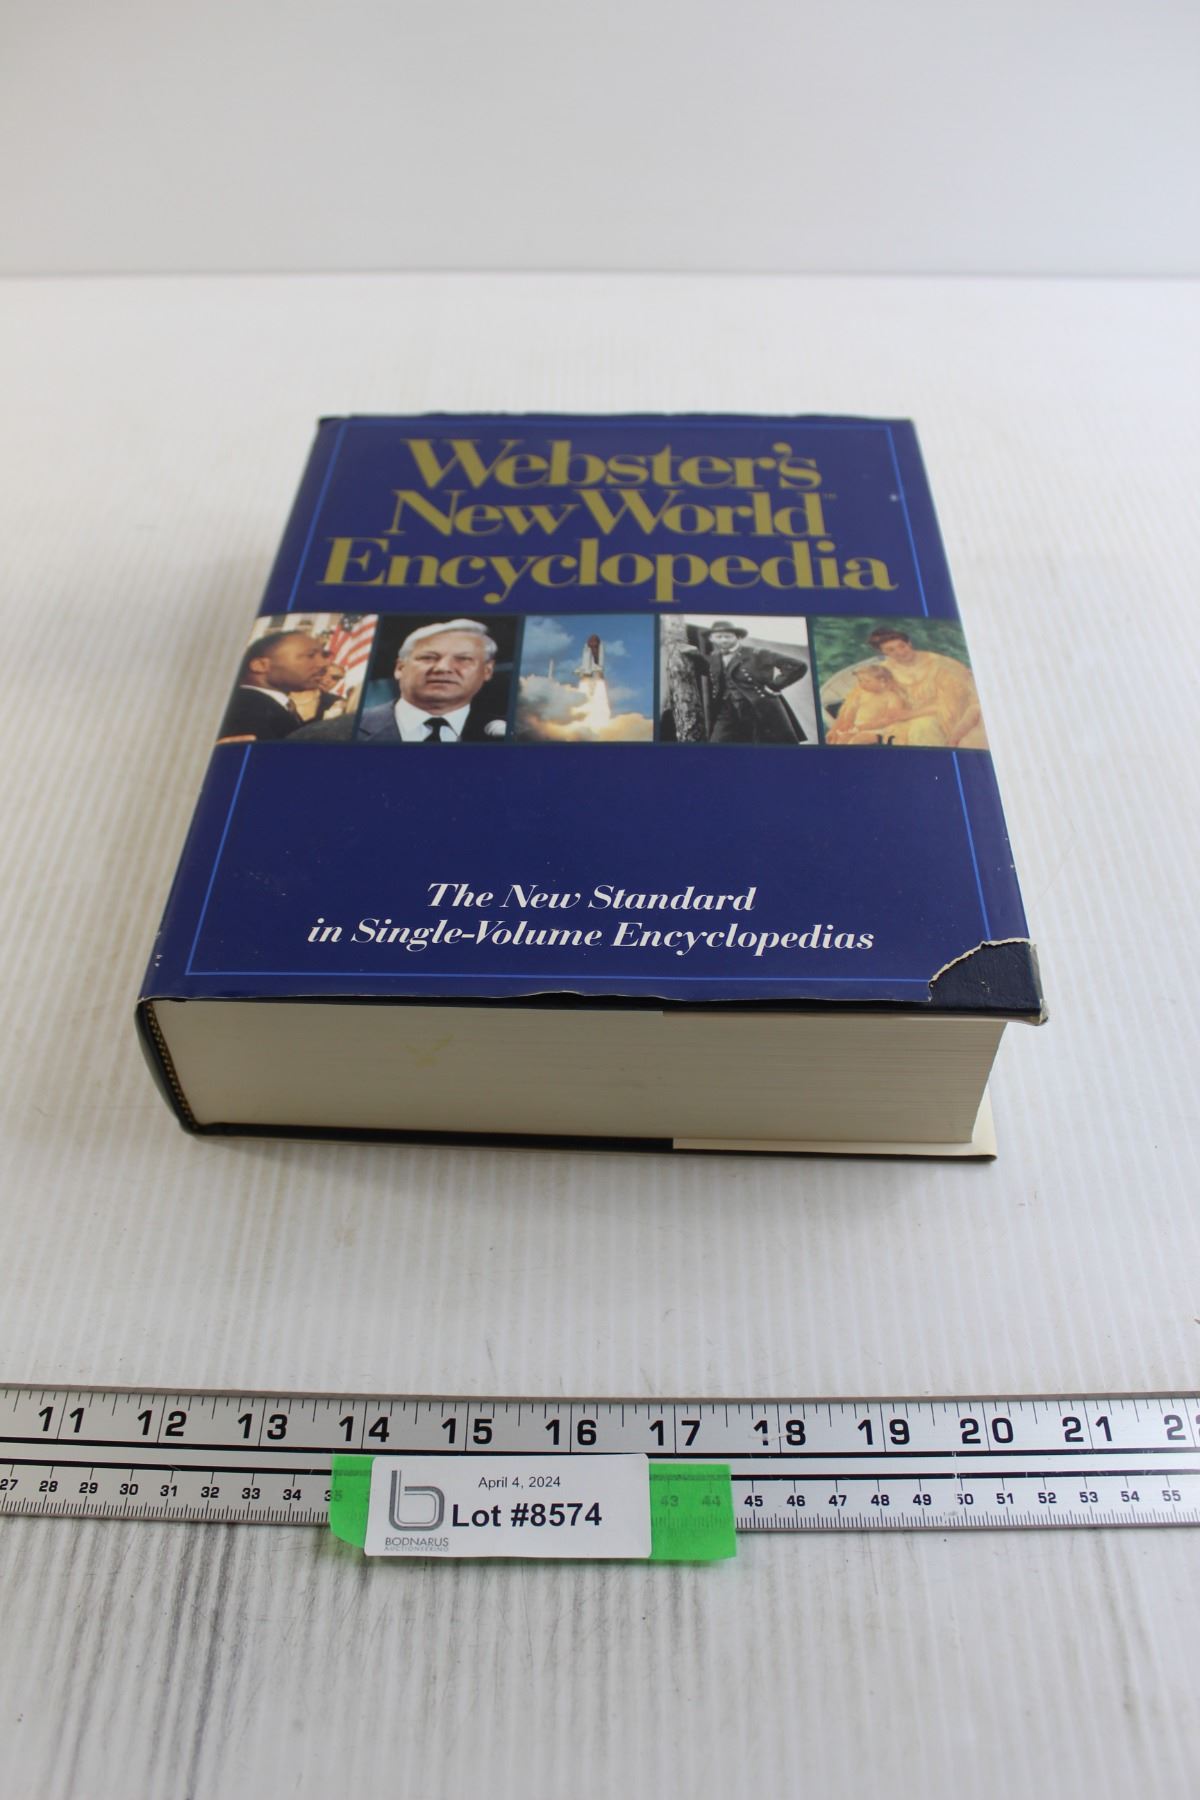 Webster's
New World™
Encyclopedia
The New Standard
in Single-Volume Encyclopedias
11 12 13 14 15 16 17 18 19 20 21
27 28 29 30 31 32 33 34 43 44 45 46 47 48 49 50 51 52 53 54 55
April 4, 2024
Lot #8574
BODNARUS
AUCTIONEERING